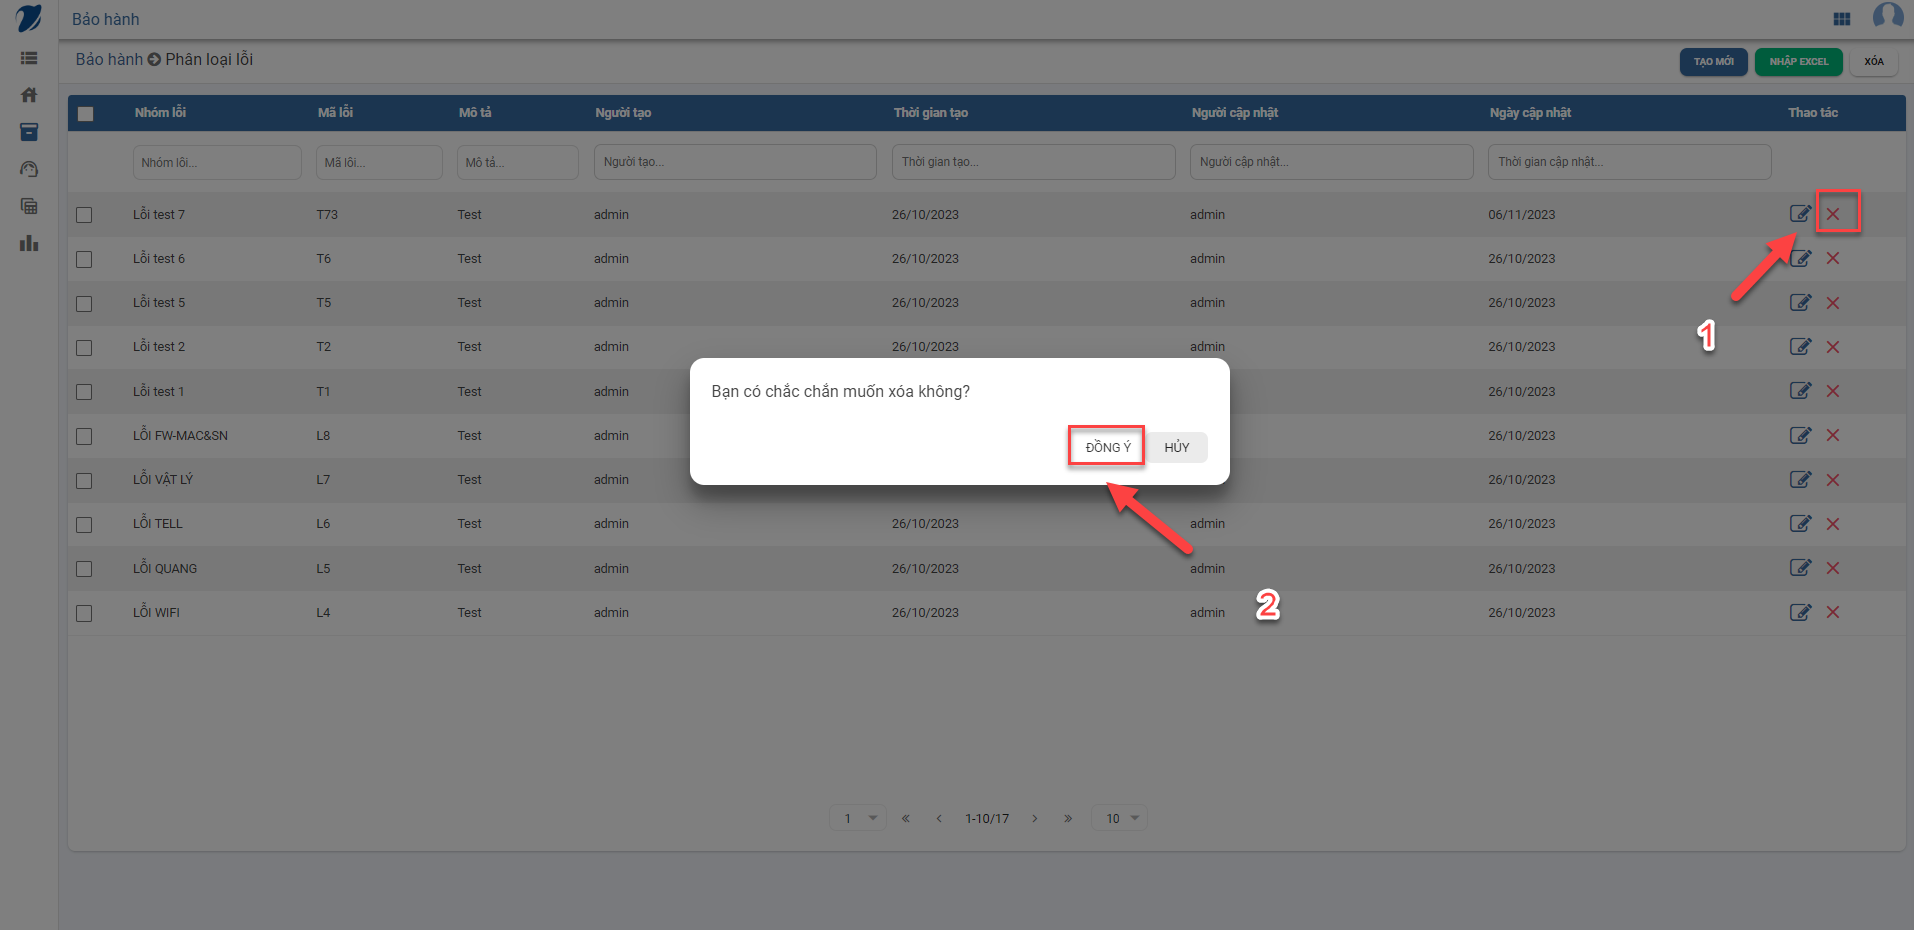 Bảo hành
Bảo hành Phân loại lỗi
TẠO MỚI NHẬP EXCEL XÓA
Nhóm lỗi Mã lỗi Mô tả Người tạo Thời gian tạo Người cập nhật Ngày cập nhật Thao tác
Nhóm lỗi... Mã lỗi... Mô tả... Người tạo... Thời gian tạo... Người cập nhật... Thời gian cập nhật...
Lỗi test 7 T73 Test admin 26/10/2023 admin 06/11/2023
Lỗi test 6 T6 Test admin 26/10/2023 admin 26/10/2023
Lỗi test 5 T5 Test admin 26/10/2023 admin 26/10/2023
1
Lỗi test 2 T2 Test admin 26/10/2023 admin 26/10/2023
Lỗi test 1 T1 Test admin 26/10/2023
Bạn có chắc chắn muốn xóa không?
LỖI FW-MAC&SN L8 Test admin 26/10/2023
ĐỒNG Ý HỦY
LỖI VẬT LÝ L7 Test admin 26/10/2023
LỖI TELL L6 Test admin 26/10/2023 admin 26/10/2023
LỖI QUANG L5 Test admin 26/10/2023 admin 26/10/2023
LỖI WIFI L4 Test admin 26/10/2023 admin 26/10/2023
2
1 « ‹ 1-10/17 › » 10